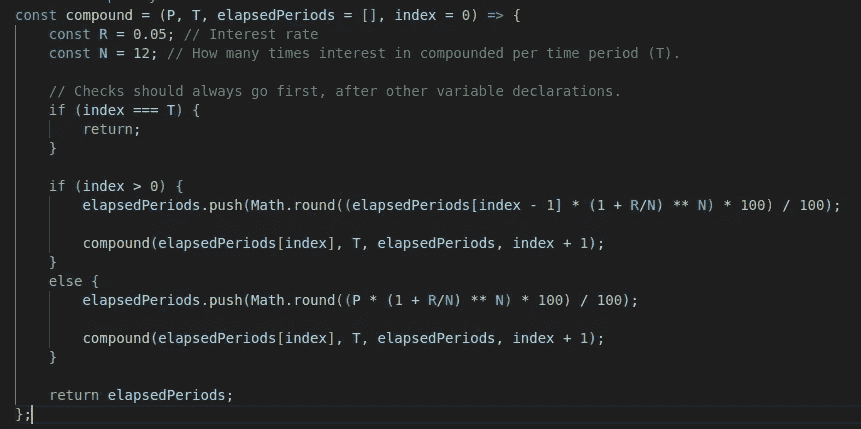 const compound = (P, T, elapsedPeriods = [], index = 0) => {
    const R = 0.05; // Interest rate
    const N = 12; // How many times interest in compounded per time period (T).
    // Checks should always go first, after other variable declarations.
    if (index === T) {
        return;
    }
    if (index > 0) {
        elapsedPeriods.push(Math.round((elapsedPeriods[index - 1] * (1 + R/N) ** N) * 100) / 100);
        compound(elapsedPeriods[index], T, elapsedPeriods, index + 1);
    }
    else {
        elapsedPeriods.push(Math.round((P * (1 + R/N) ** N) * 100) / 100);
        compound(elapsedPeriods[index], T, elapsedPeriods, index + 1);
    }
    return elapsedPeriods;
};